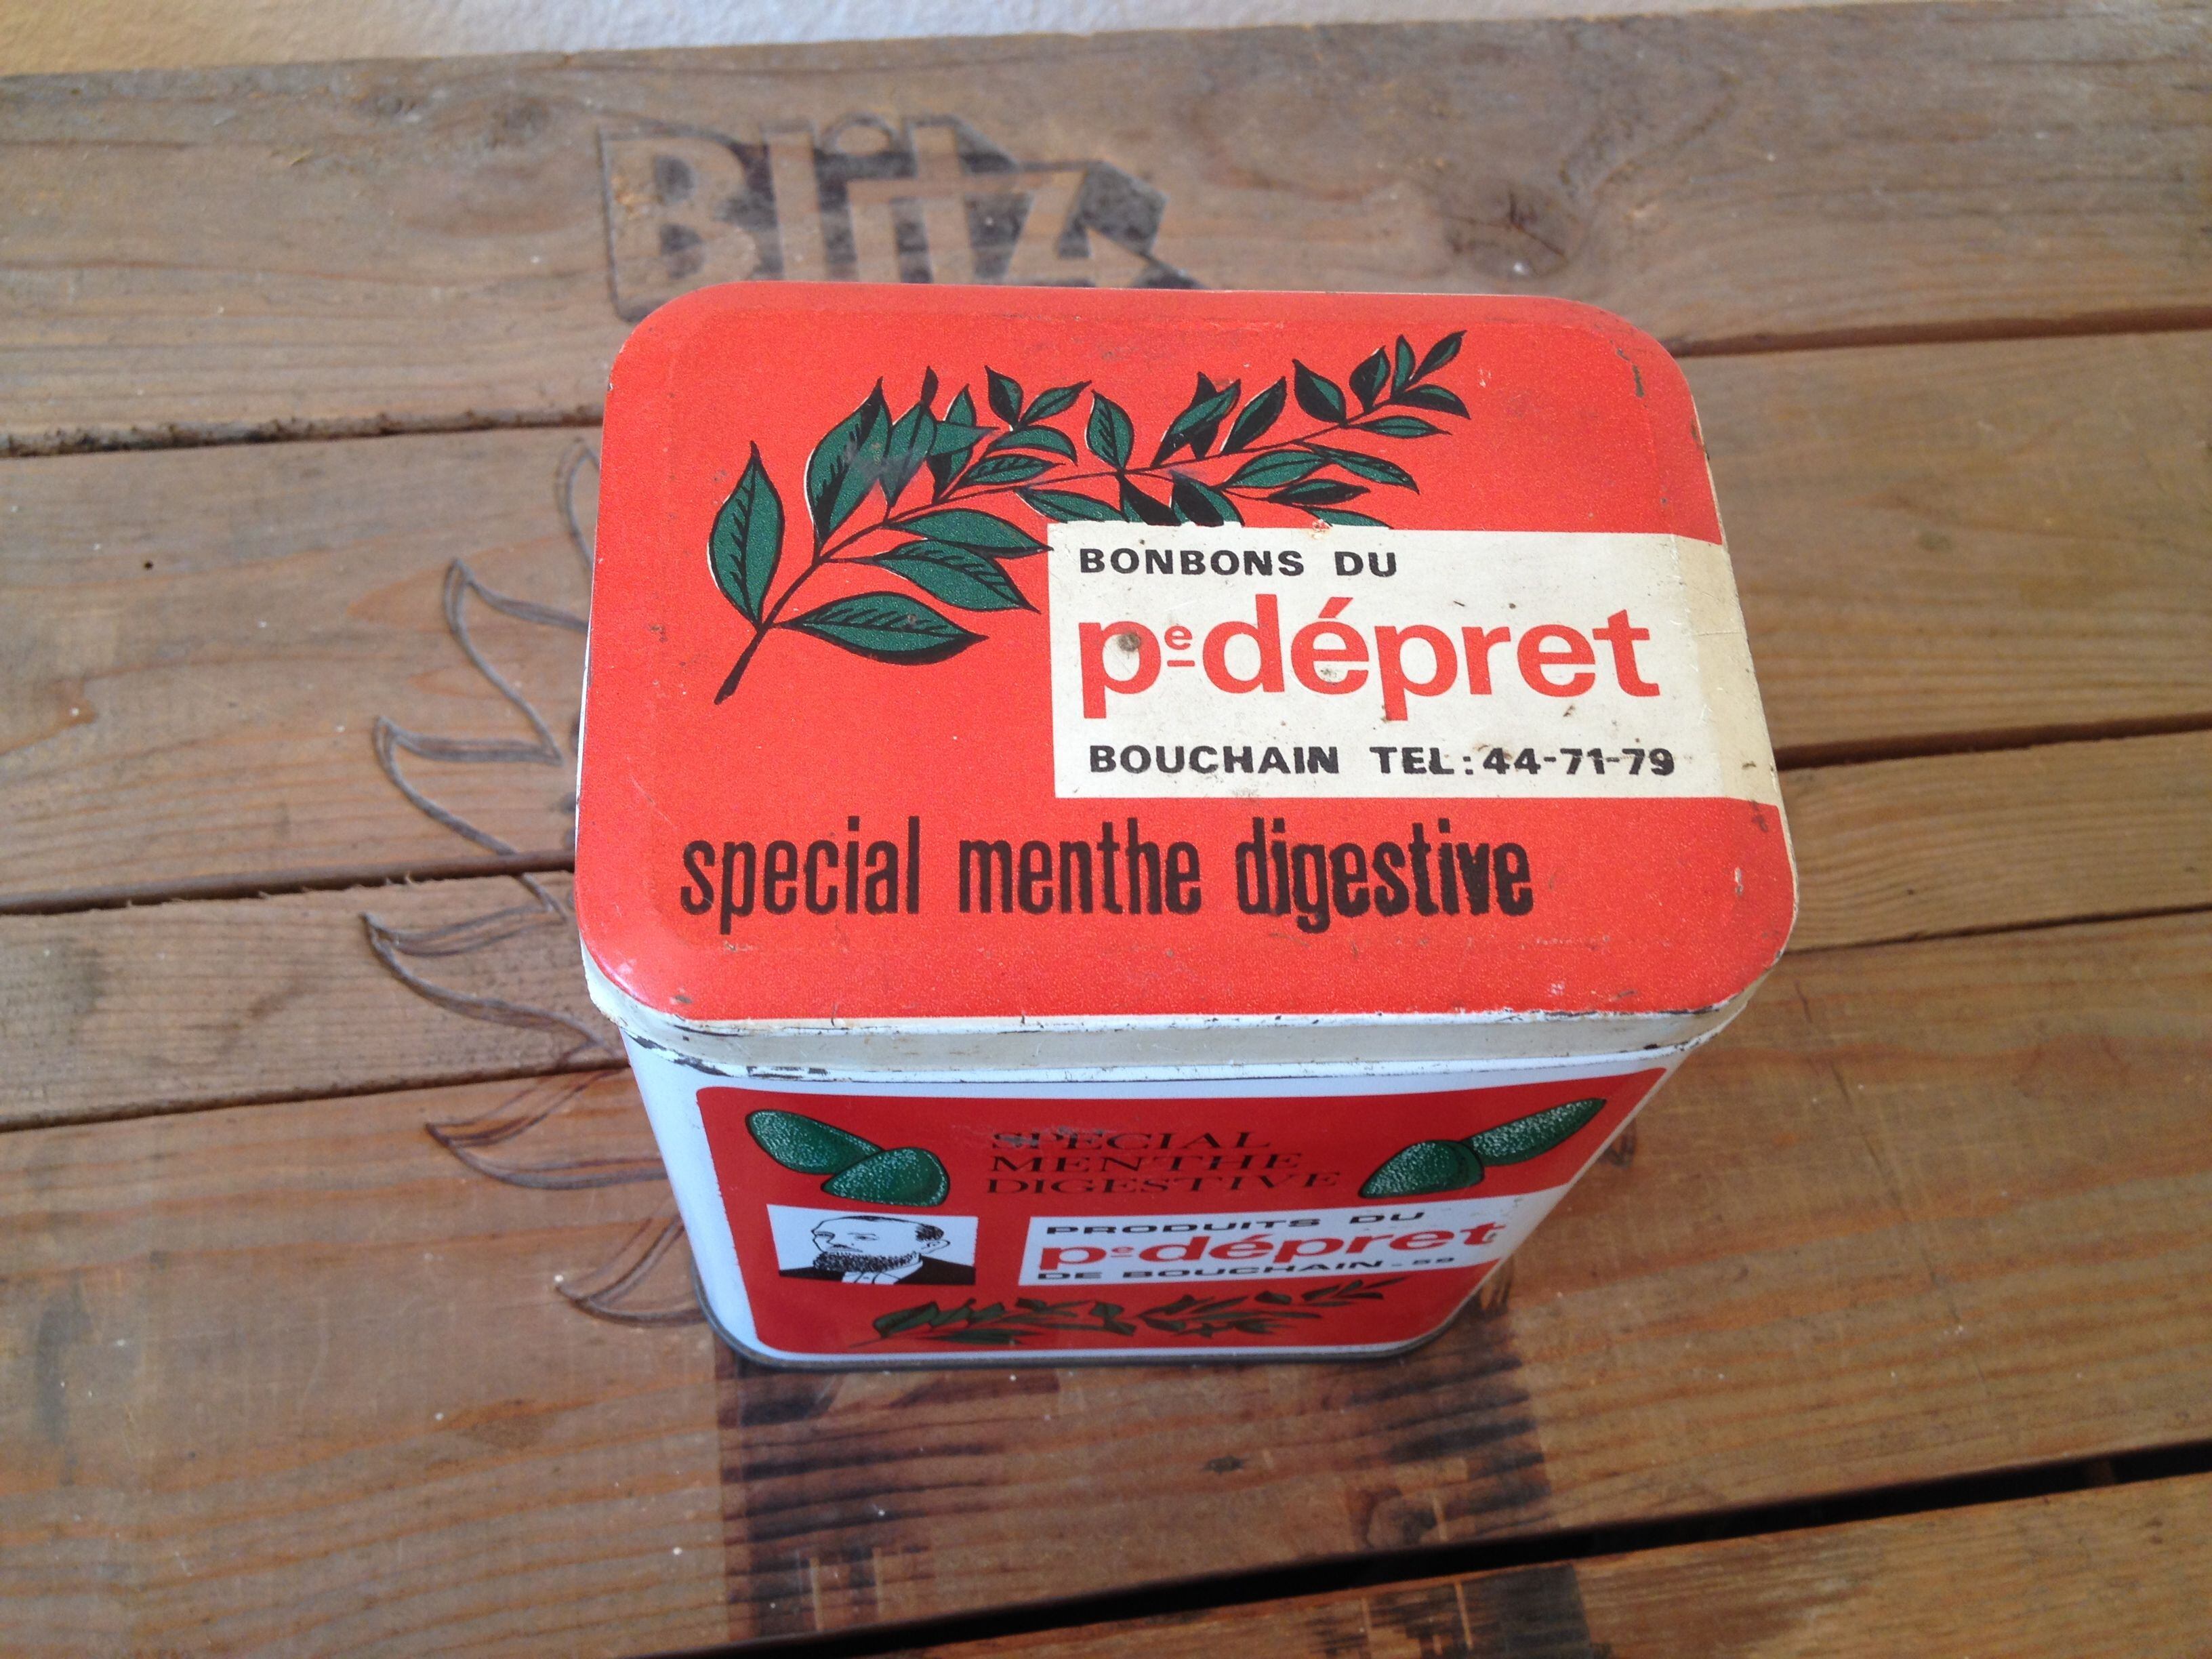 Blitz
BONBONS DU
pe dépret
BOUCHAIN TEL: 44-71-79
special menthe digestive
SPECIAL
MENTHE
DIGESTIVE
PRODUITS DU
pe dépret
DE BOUCHAIN - 59